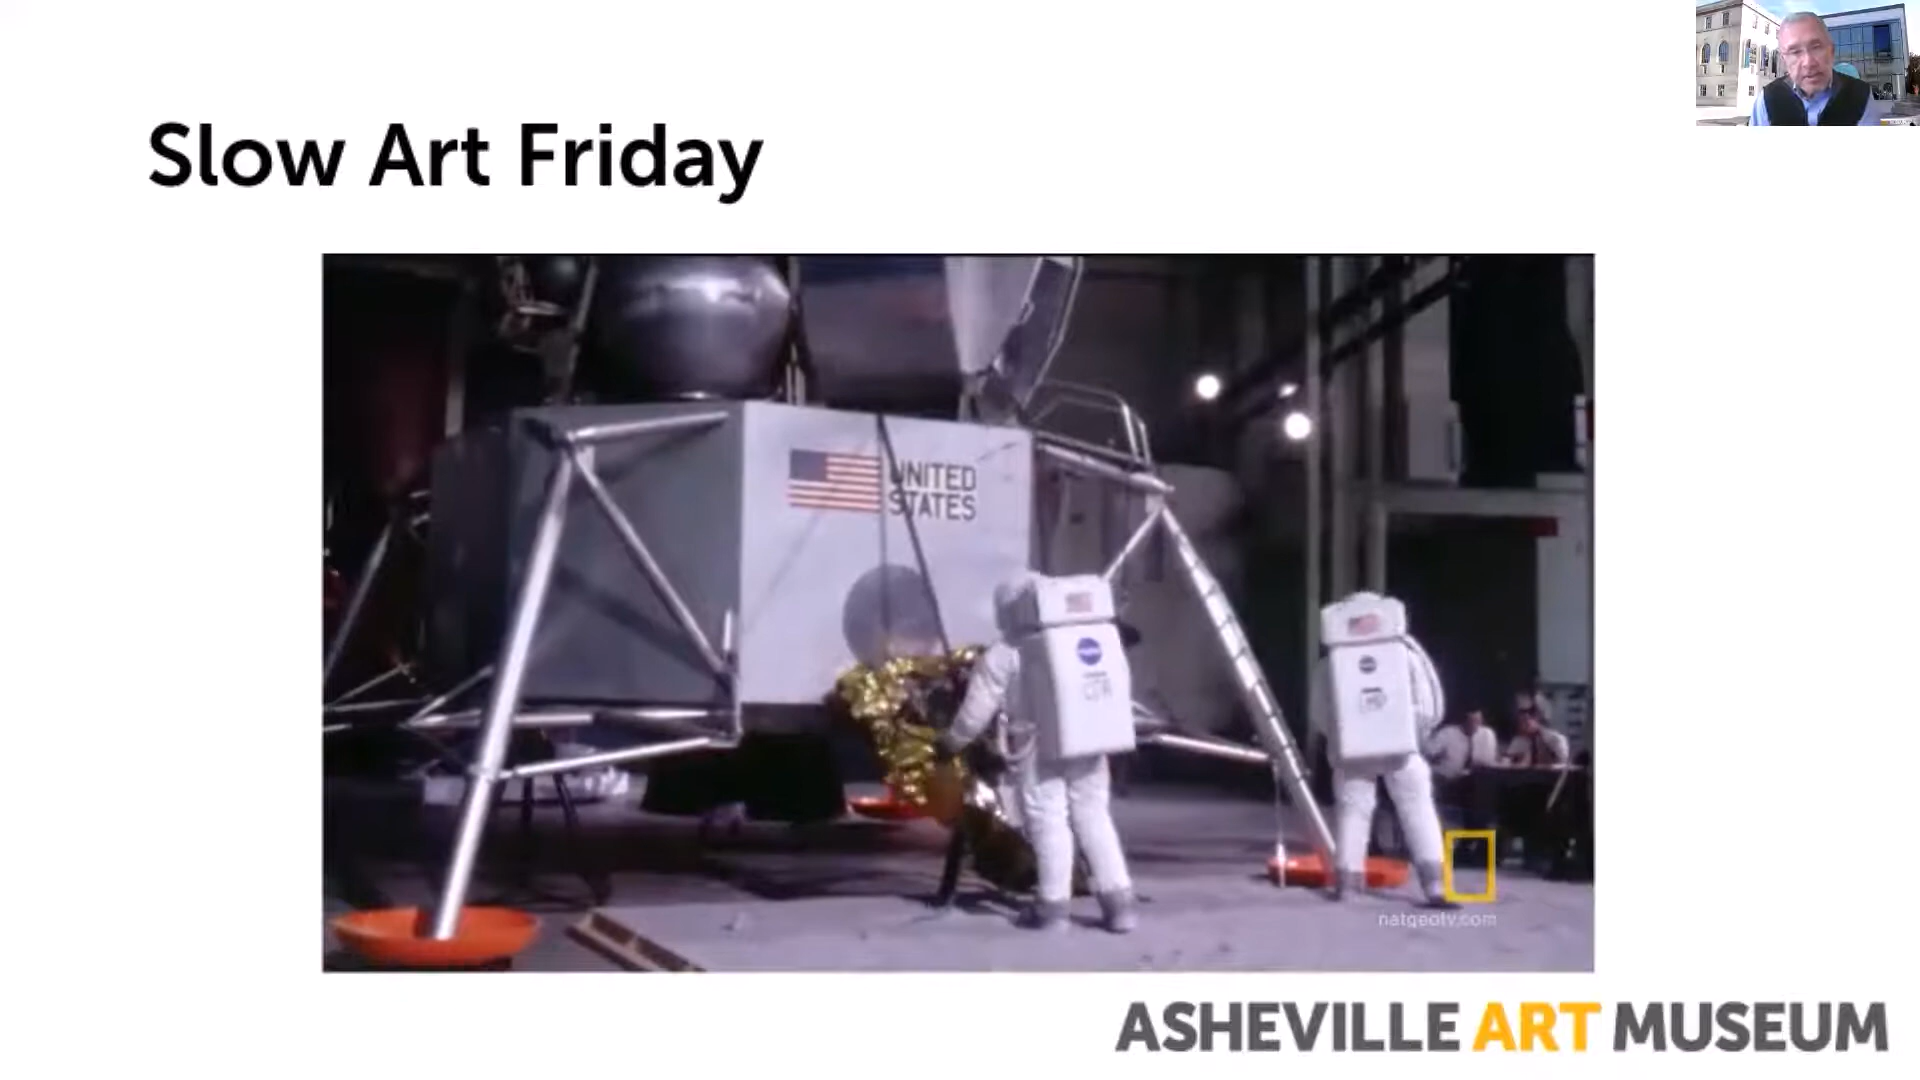 Slow Art Friday
UNITED
STATES
natgeotv.com
ASHEVILLE ART MUSEUM